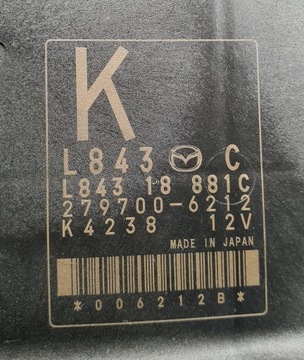 K
L843 C
L843 18 881C
279700-6212
K4238 12V
MADE IN JAPAN
*006212B*